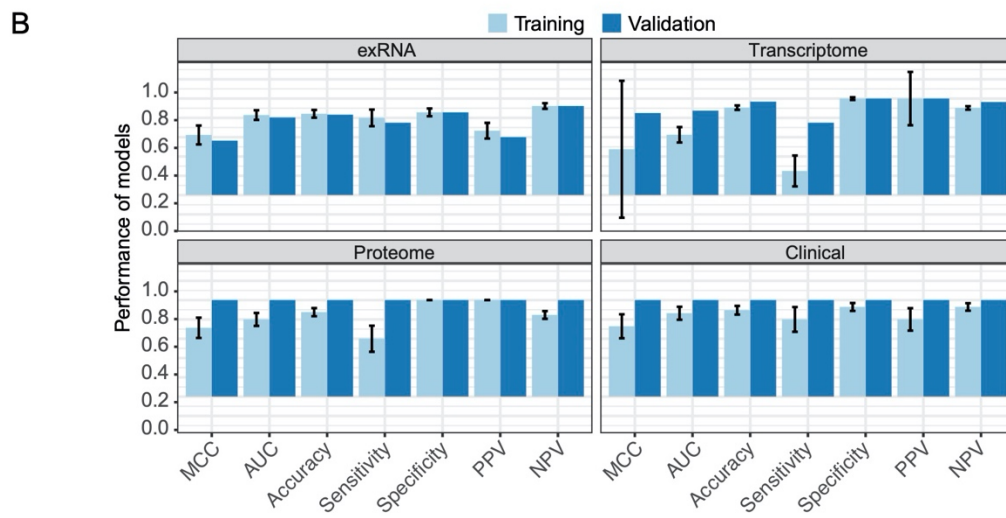 B
Training Validation
exRNA Transcriptome
1.0
0.8
0.6
0.4
0.2
0.0
Proteome Clinical
1.0
0.8
0.6
0.4
0.2
0.0
Performance of models
MCC AUC Accuracy Sensitivity Specificity PPV NPV MCC AUC Accuracy Sensitivity Specificity PPV NPV